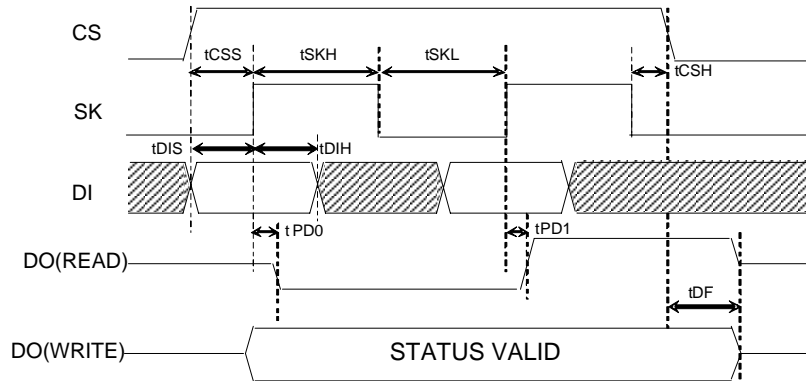 CS
tCSS tSKH tSKL
tCSH
SK
tDIS tDIH
DI
tPD0 tPD1
DO(READ)
tDF
DO(WRITE) STATUS VALID